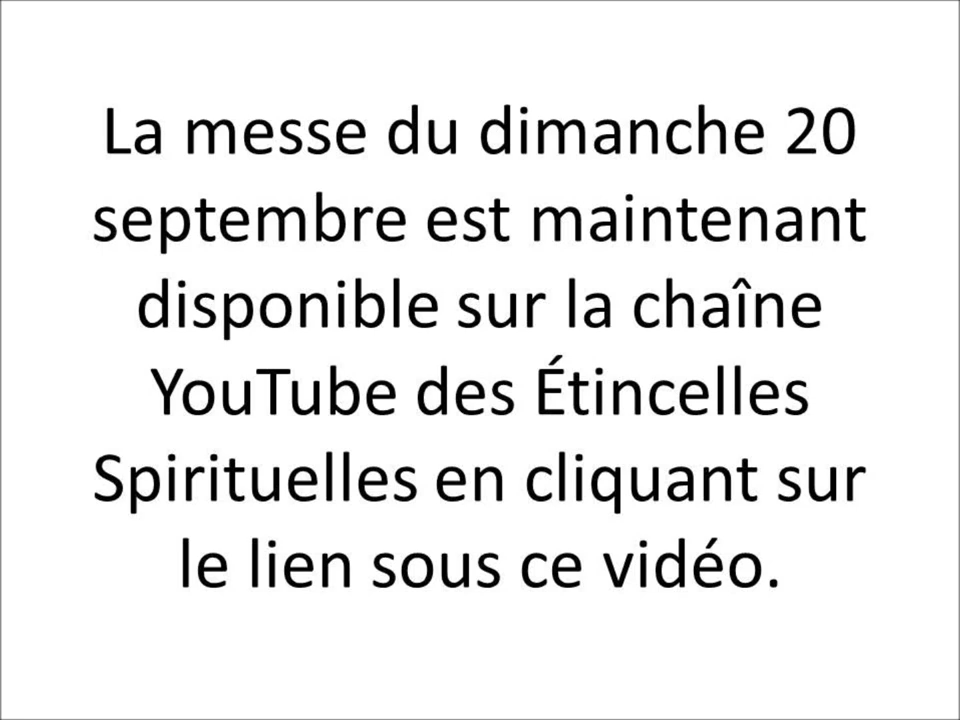 La messe du dimanche 20
septembre est maintenant
disponible sur la chaîne
YouTube des Étincelles
Spirituelles en cliquant sur
le lien sous ce vidéo.